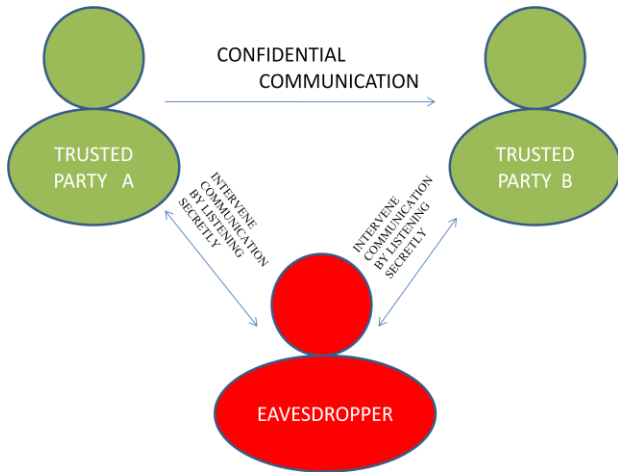 CONFIDENTIAL
COMMUNICATION
TRUSTED
PARTY A
TRUSTED
PARTY B
INTERVENE
COMMUNICATION
BY LISTENING
SECRETLY
INTERVENE
COMMUNICATION
BY LISTENING
SECRETLY
EAVESDROPPER